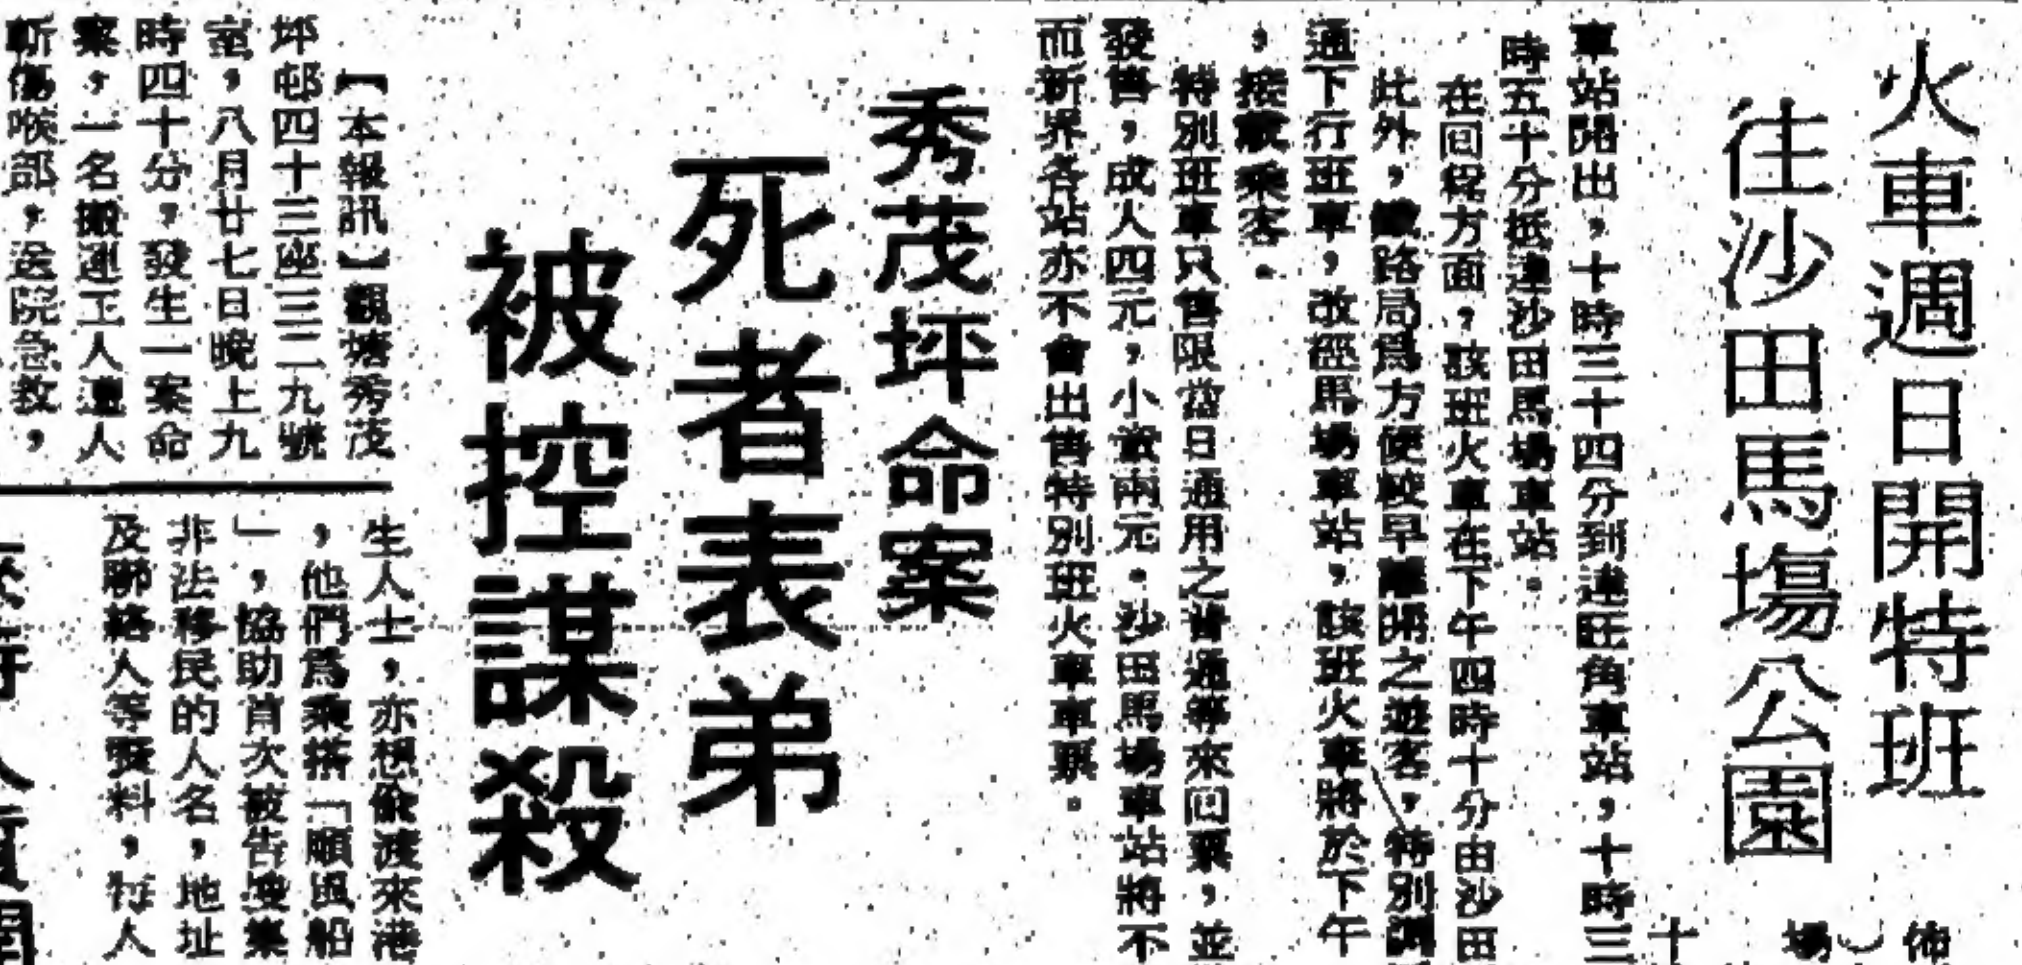 火車週日開特班
往沙田馬場公園
車站開出，十時三十四分到達旺角車站，十時三
時五十分抵達沙田馬場車站。
在回程方面，該班火車在下午四時十分由沙田
此外，鐵路局爲方便較早離開之遊客，特別調
通下行班車，改經馬場車站，該班火車將於下午
，接載乘客。
特別班車只售限當日通用之普通等來回票，並
發售，成人四元，小童兩元。沙田馬場車站將不
而新界各站亦不會出售特別班火車車票。
秀茂坪命案
死者表弟
被控謀殺
【本報訊】觀塘秀茂
坪邨四十三座三二九號
室，八月廿七日晚上九
時四十分，發生一案命
案，一名搬運工人遭人
斬傷喉部，送院急救，
生人士，亦想偷渡來港
，他們爲乘搭「順風船
」，協助首次被告搜集
非法移民的人名，地址
及聯絡人等資料，有人